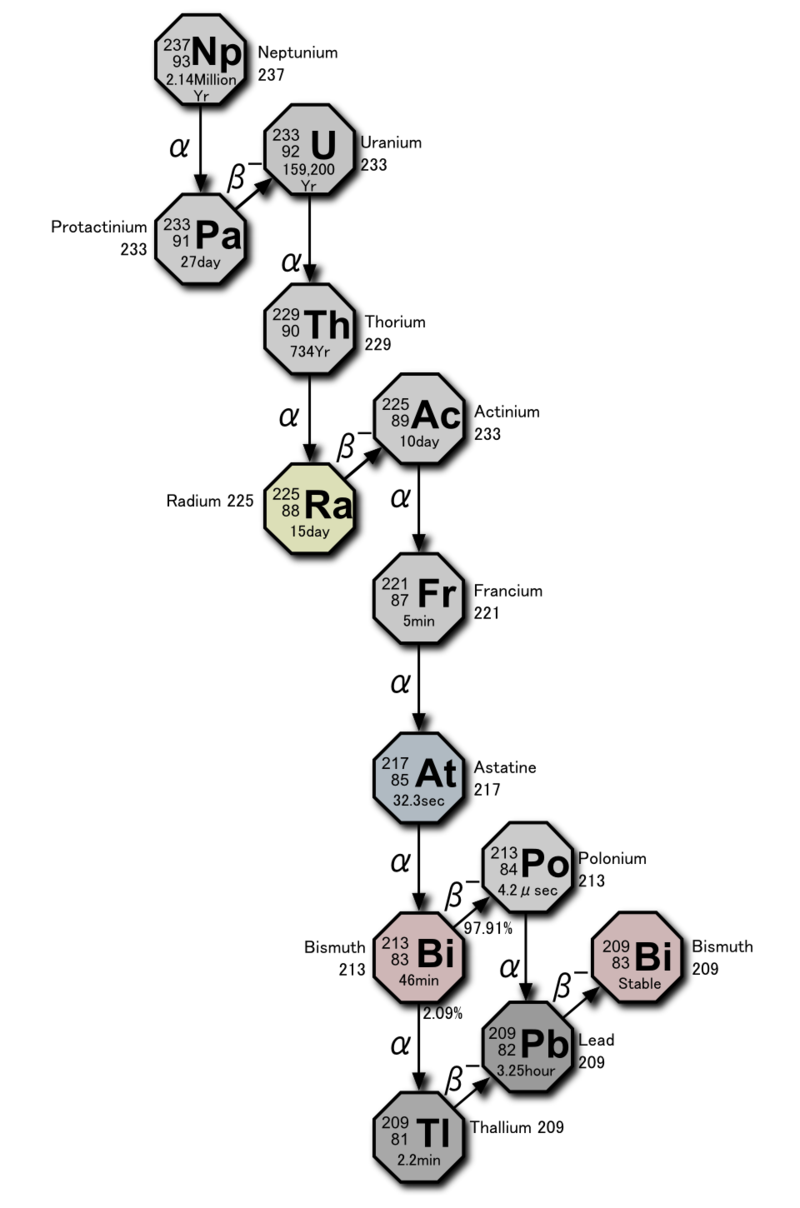 237
93
Np
2.14Million
Yr
Neptunium
237
α
233
92
U
159,200
Yr
Uranium
233
β−
Protactinium
233
233
91
Pa
27day
α
229
90
Th
734Yr
Thorium
229
α
225
89
Ac
10day
Actinium
233
β−
Radium 225
225
88
Ra
15day
α
221
87
Fr
5min
Francium
221
α
217
85
At
32.3sec
Astatine
217
α
213
84
Po
4.2 μ sec
Polonium
213
β−
97.91%
Bismuth
213
213
83
Bi
46min
209
83
Bi
Stable
Bismuth
209
α
β−
2.09%
209
82
Pb
3.25hour
Lead
209
α
β−
209
81
Tl
2.2min
Thallium 209